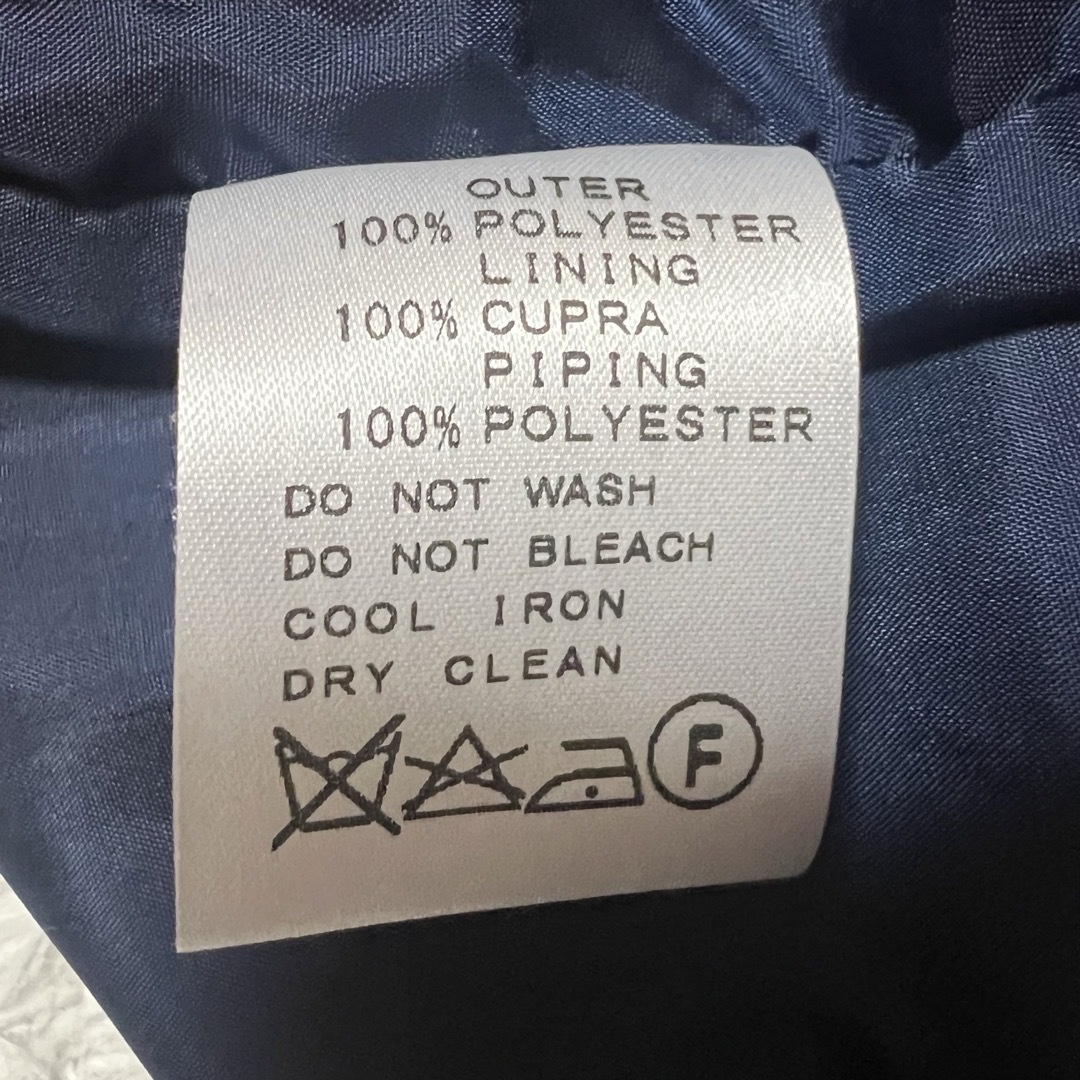 OUTER
100% POLYESTER
LINING
100% CUPRA
PIPING
100% POLYESTER
DO NOT WASH
DO NOT BLEACH
COOL IRON
DRY CLEAN
F